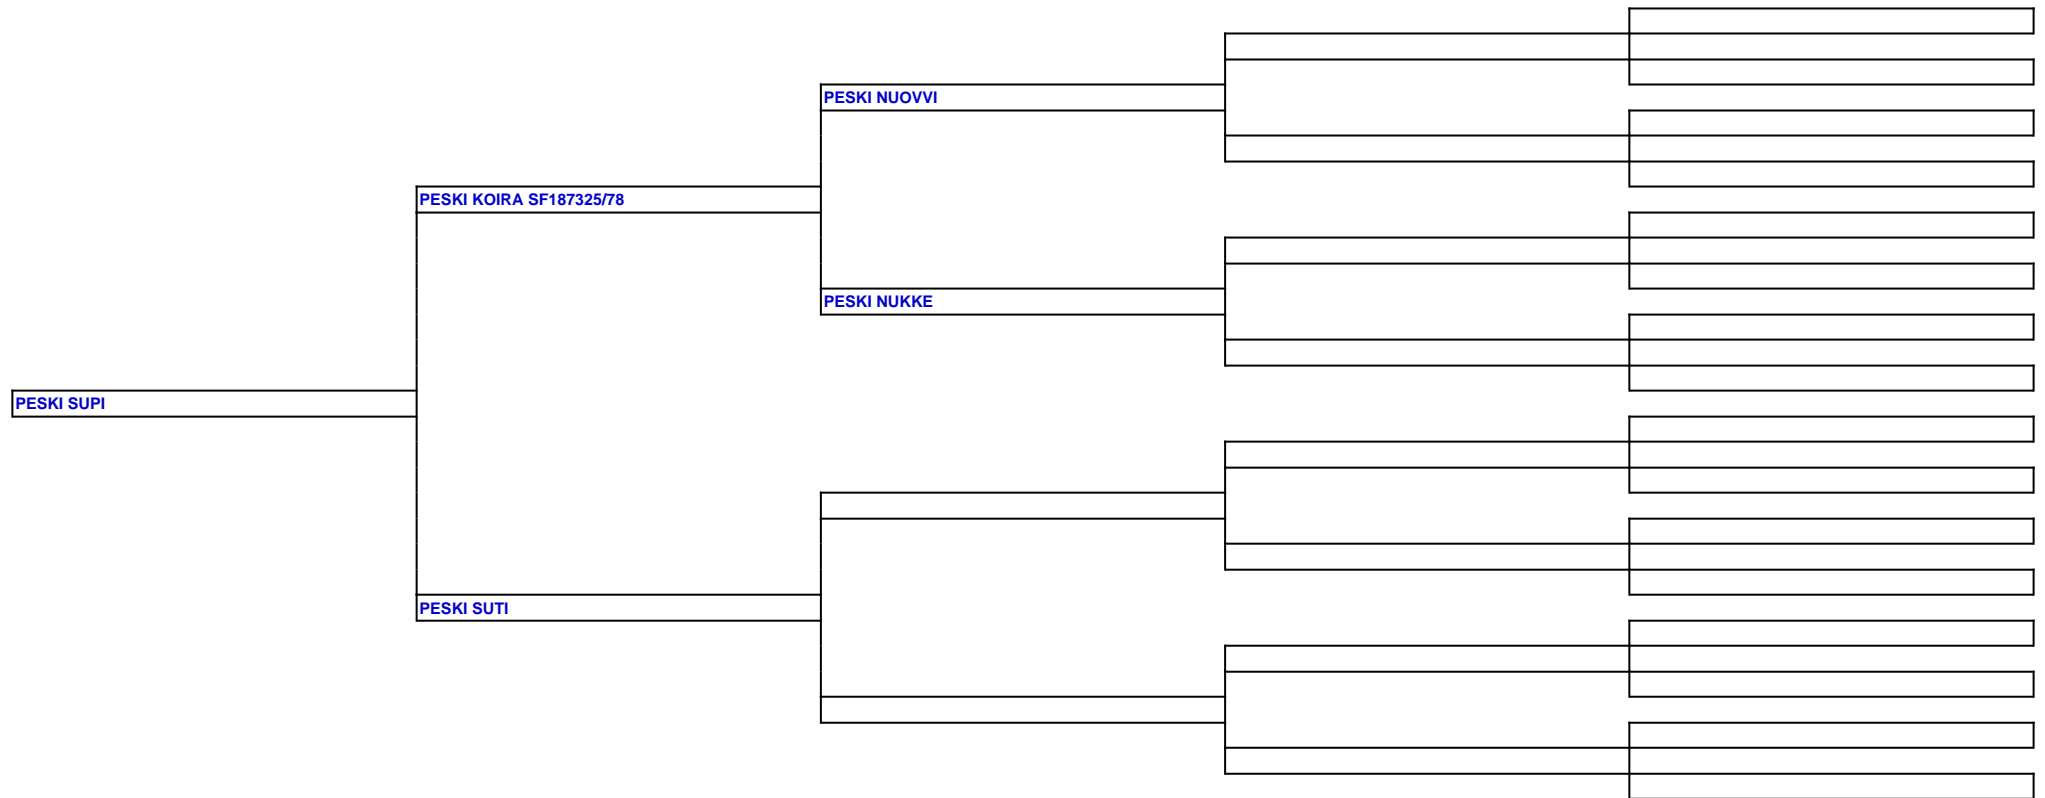 PESKI NUOVVI
PESKI KOIRA SF187325/78
PESKI NUKKE
PESKI SUPI
PESKI SUTI